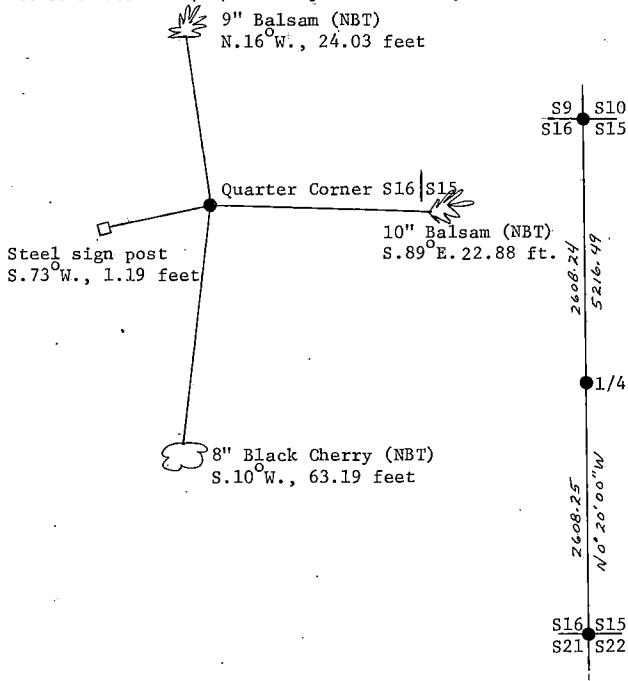 9" Balsam (NBT)
N.16°W., 24.03 feet
Quarter Corner S16|S15
10" Balsam (NBT)
S.89°E.22.88 ft.
Steel sign post
S.73°W., 1.19 feet
8" Black Cherry (NBT)
S.10°W., 63.19 feet
S9 S10
S16 S15
2608.24
5216.49
1/4
2608.25
N0°20'00"W
S16 S15
S21 S22